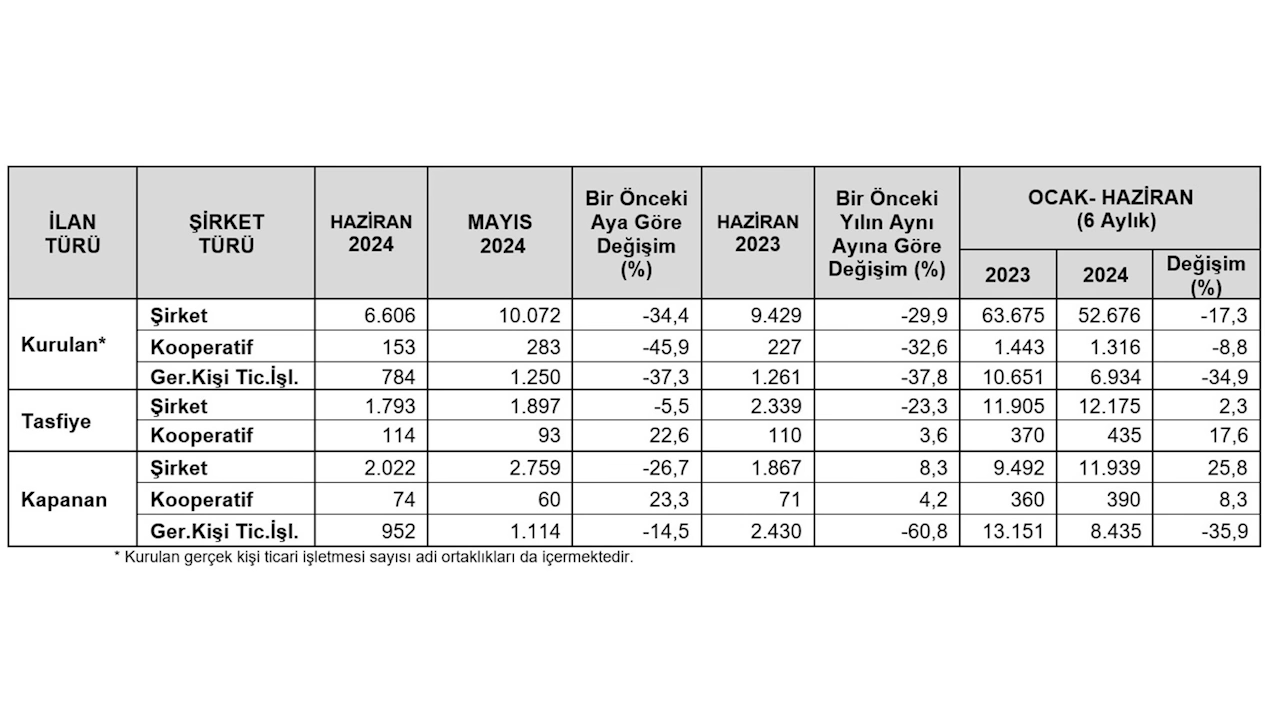 İLAN TÜRÜ ŞİRKET TÜRÜ HAZİRAN 2024 MAYIS 2024 Bir Önceki Aya Göre Değişim (%) HAZİRAN 2023 Bir Önceki Yılın Aynı Ayına Göre Değişim (%) OCAK- HAZİRAN (6 Aylık)
2023 2024 Değişim (%)
Kurulan* Şirket 6.606 10.072 -34,4 9.429 -29,9 63.675 52.676 -17,3
Kooperatif 153 283 -45,9 227 -32,6 1.443 1.316 -8,8
Ger.Kişi Tic.İşl. 784 1.250 -37,3 1.261 -37,8 10.651 6.934 -34,9
Tasfiye Şirket 1.793 1.897 -5,5 2.339 -23,3 11.905 12.175 2,3
Kooperatif 114 93 22,6 110 3,6 370 435 17,6
Kapanan Şirket 2.022 2.759 -26,7 1.867 8,3 9.492 11.939 25,8
Kooperatif 74 60 23,3 71 4,2 360 390 8,3
Ger.Kişi Tic.İşl. 952 1.114 -14,5 2.430 -60,8 13.151 8.435 -35,9
* Kurulan gerçek kişi ticari işletmesi sayısı adi ortaklıkları da içermektedir.